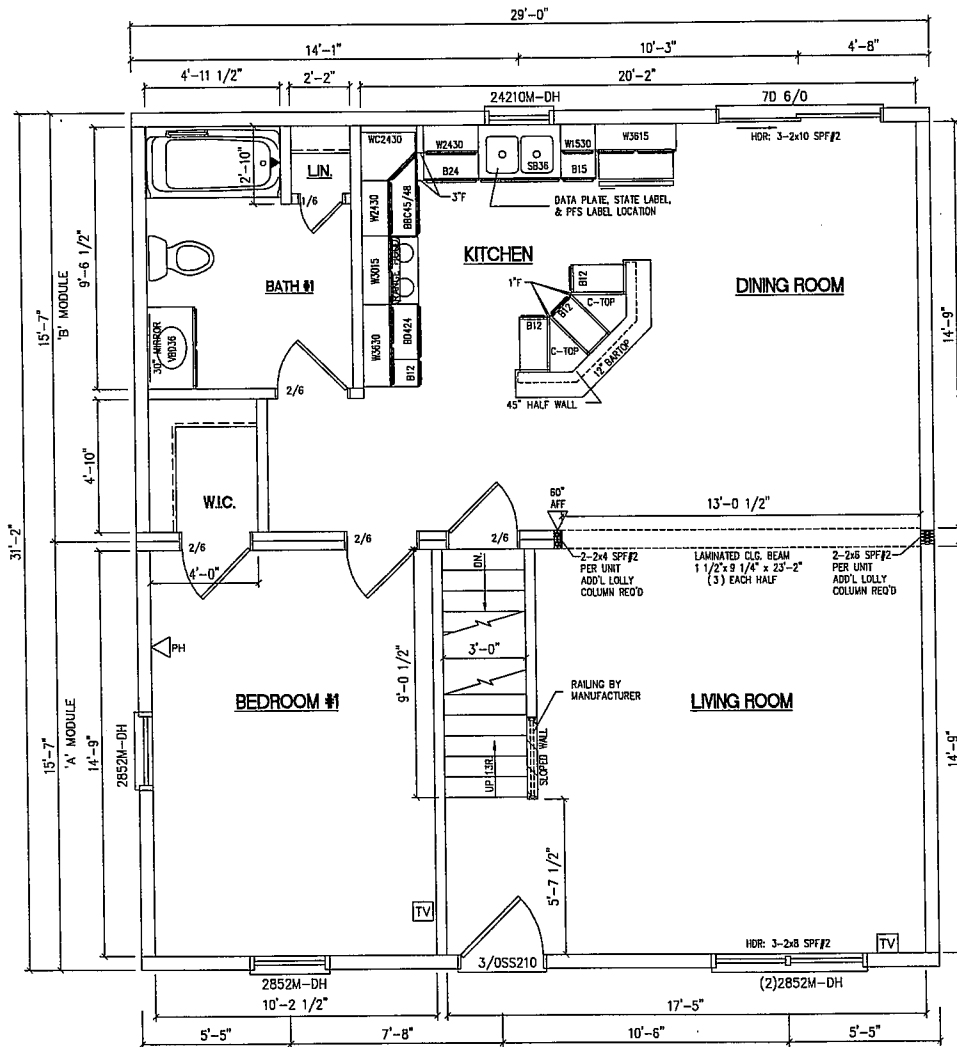 29'-0"
14'-1" 10'-3" 4'-8"
4'-11 1/2" 2'-2" 20'-2"
24210M-DH 7D 6/0
HDR: 3-2x10 SPF#2
WC2430 W2430 W1530 W3615
2'-10" LIN. B24 SB36 B15
1/6 3"F
DATA PLATE, STATE LABEL,
& PFS LABEL LOCATION
W2430 BBC45/48
KITCHEN
9'-6 1/2"
BATH #1
W3015 RANGE HOOD
1"F B12
C-TOP
DINING ROOM
15'-7" 'B' MODULE
14'-9"
30" MIRROR VBD36
W3630 BD424 B12
B12 B12
C-TOP
12" BARTOP
2/6
45" HALF WALL
4'-10"
W.I.C.
60"
AFF
13'-0 1/2"
31'-2"
2/6 2/6 2/6
4'-0"
DN.
2-2x4 SPF#2
PER UNIT
ADD'L LOLLY
COLUMN REQ'D
LAMINATED CLG. BEAM
1 1/2"x 9 1/4" x 23'-2"
(3) EACH HALF
2-2x6 SPF#2
PER UNIT
ADD'L LOLLY
COLUMN REQ'D
PH
3'-0"
9'-0 1/2"
RAILING BY
MANUFACTURER
BEDROOM #1
LIVING ROOM
2852M-DH
15'-7" 'A' MODULE
14'-9"
14'-9"
UP 13R
SLOPED WALL
5'-7 1/2"
TV
HDR: 3-2x8 SPF#2
TV
3/0SS210
2852M-DH
(2)2852M-DH
10'-2 1/2" 17'-5"
5'-5" 7'-8" 10'-6" 5'-5"